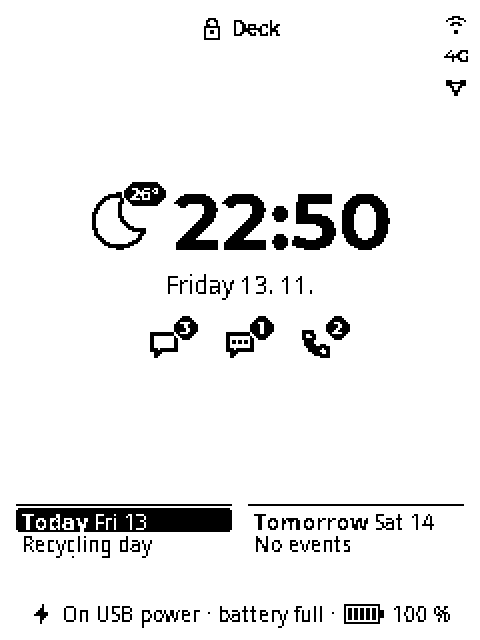 Deck
4G
26°
22:50
Friday 13. 11.
3 1 2
Today Fri 13
Recycling day
Tomorrow Sat 14
No events
On USB power · battery full · 100 %